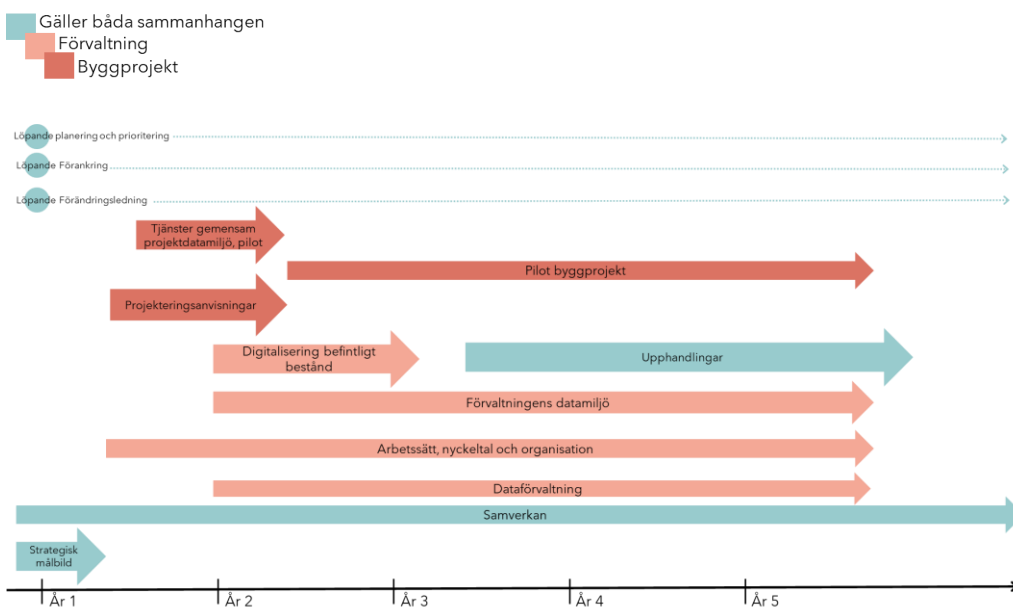 Gäller båda sammanhangen
Förvaltning
Byggprojekt
Löpande planering och prioritering
Löpande Förankring
Löpande Förändringsledning
Tjänster gemensam
projektdatamiljö, pilot
Pilot byggprojekt
Projekteringsanvisningar
Digitalisering befintligt
bestånd
Upphandlingar
Förvaltningens datamiljö
Arbetssätt, nyckeltal och organisation
Dataförvaltning
Samverkan
Strategisk
målbild
År 1
År 2
År 3
År 4
År 5